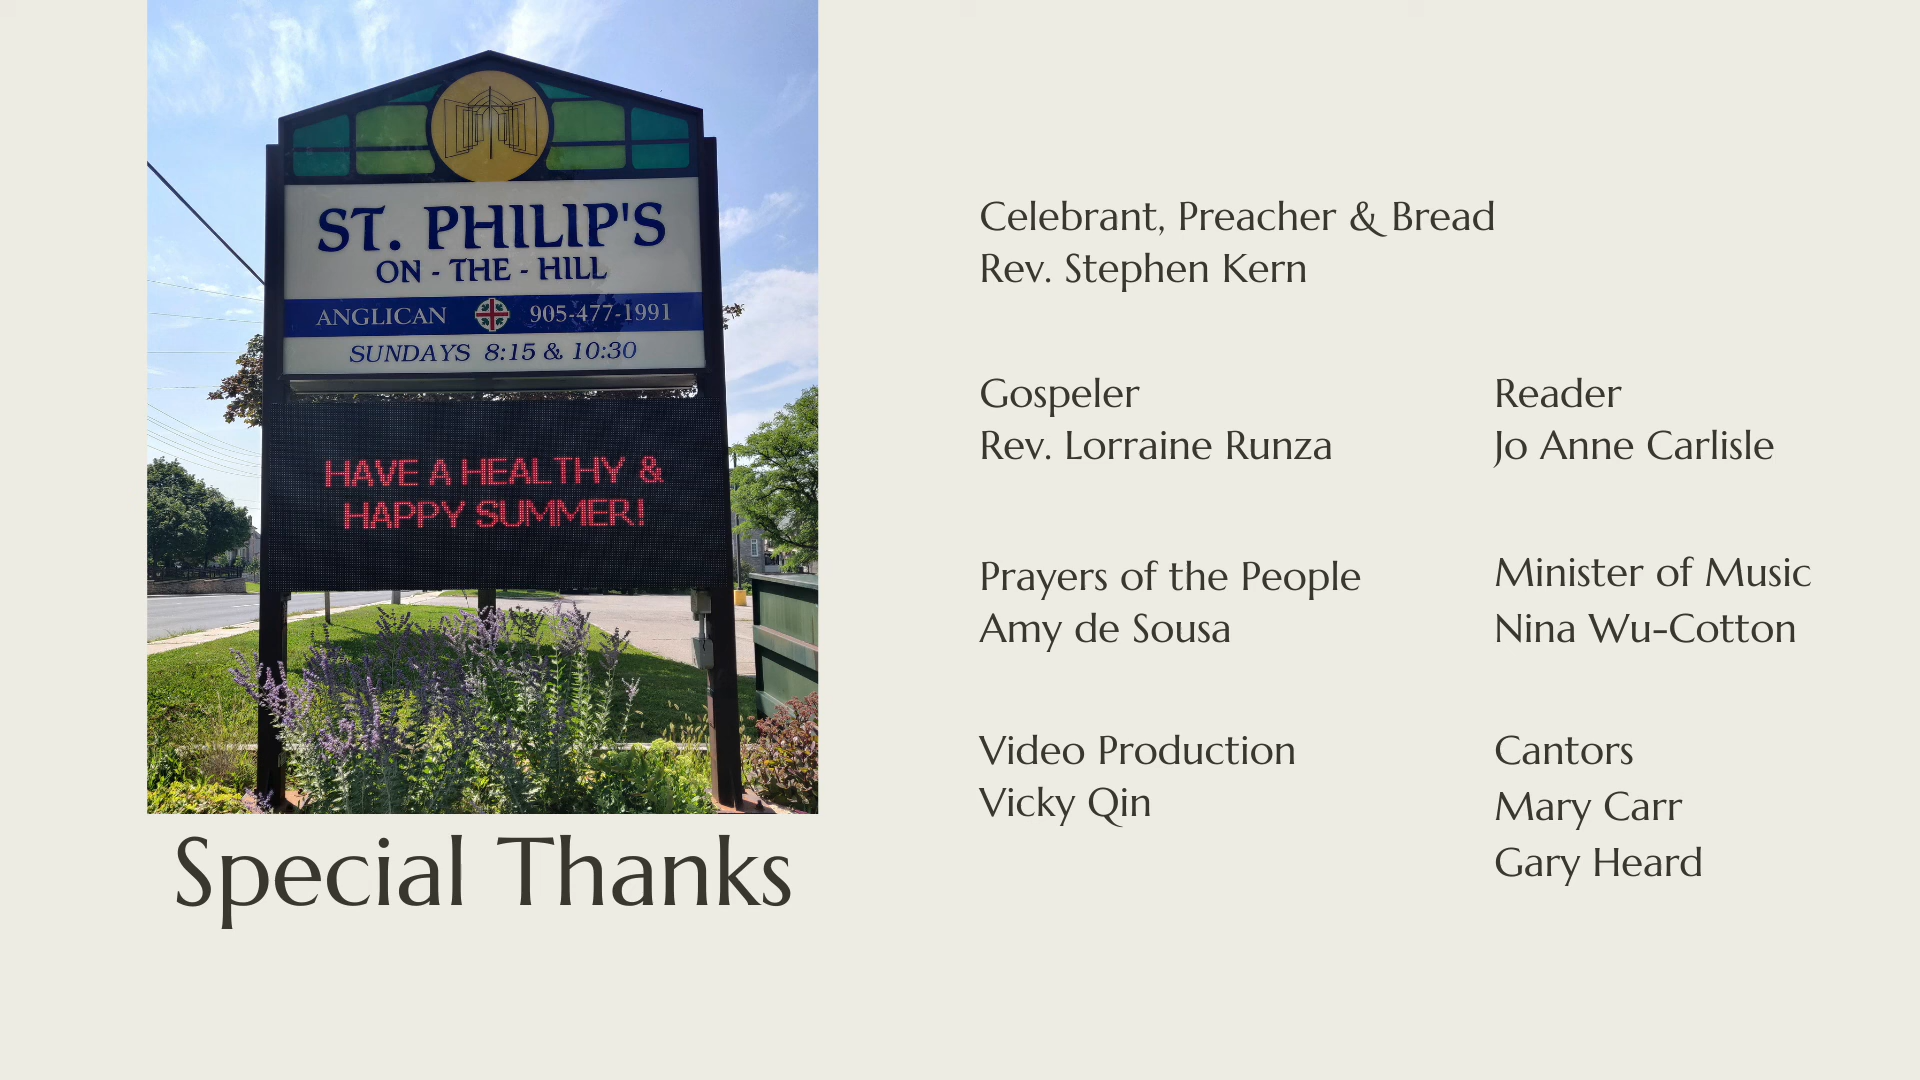 ST. PHILIP'S
ON - THE - HILL
ANGLICAN 905-477-1991
SUNDAYS 8:15 & 10:30
HAVE A HEALTHY &
HAPPY SUMMER!
Special Thanks
Celebrant, Preacher & Bread
Rev. Stephen Kern
Gospeler
Rev. Lorraine Runza
Reader
Jo Anne Carlisle
Prayers of the People
Amy de Sousa
Minister of Music
Nina Wu-Cotton
Video Production
Vicky Qin
Cantors
Mary Carr
Gary Heard